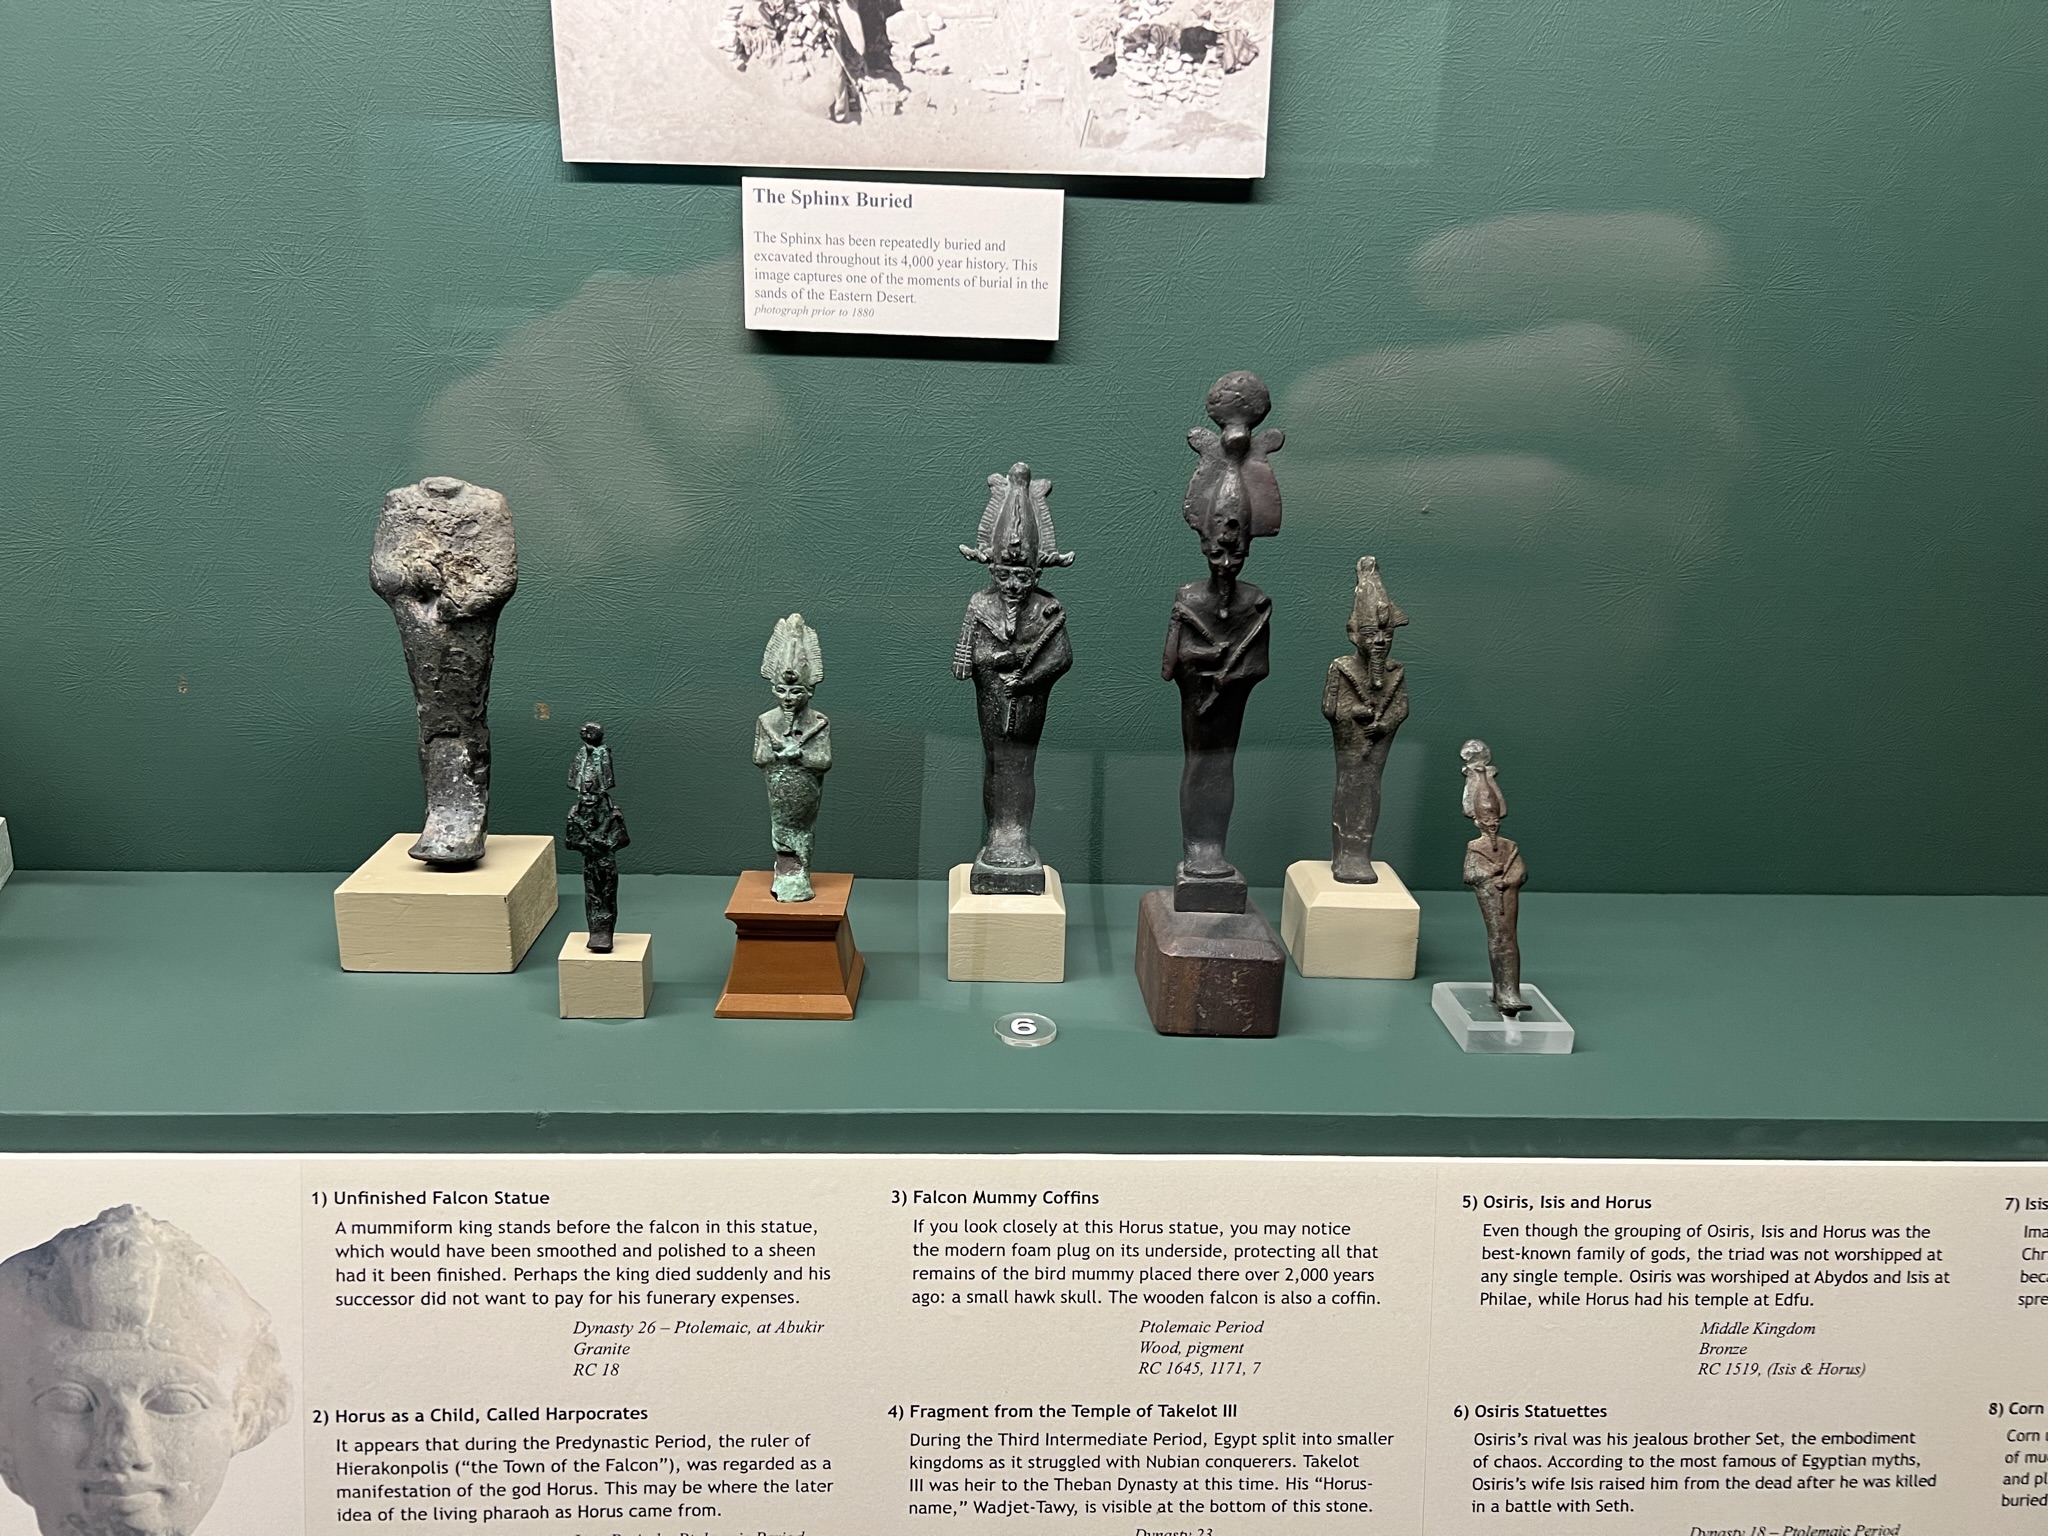 The Sphinx Buried
The Sphinx has been repeatedly buried and
excavated throughout its 4,000 year history. This
image captures one of the moments of burial in the
sands of the Eastern Desert.
photograph prior to 1880
6
1) Unfinished Falcon Statue
A mummiform king stands before the falcon in this statue,
which would have been smoothed and polished to a sheen
had it been finished. Perhaps the king died suddenly and his
successor did not want to pay for his funerary expenses.
Dynasty 26 – Ptolemaic, at Abukir
Granite
RC 18
2) Horus as a Child, Called Harpocrates
It appears that during the Predynastic Period, the ruler of
Hierakonpolis (“the Town of the Falcon”), was regarded as a
manifestation of the god Horus. This may be where the later
idea of the living pharaoh as Horus came from.
3) Falcon Mummy Coffins
If you look closely at this Horus statue, you may notice
the modern foam plug on its underside, protecting all that
remains of the bird mummy placed there over 2,000 years
ago: a small hawk skull. The wooden falcon is also a coffin.
Ptolemaic Period
Wood, pigment
RC 1645, 1171, 7
4) Fragment from the Temple of Takelot III
During the Third Intermediate Period, Egypt split into smaller
kingdoms as it struggled with Nubian conquerors. Takelot
III was heir to the Theban Dynasty at this time. His “Horus-
name,” Wadjet-Tawy, is visible at the bottom of this stone.
Dynasty 23
5) Osiris, Isis and Horus
Even though the grouping of Osiris, Isis and Horus was the
best-known family of gods, the triad was not worshipped at
any single temple. Osiris was worshiped at Abydos and Isis at
Philae, while Horus had his temple at Edfu.
Middle Kingdom
Bronze
RC 1519, (Isis & Horus)
6) Osiris Statuettes
Osiris’s rival was his jealous brother Set, the embodiment
of chaos. According to the most famous of Egyptian myths,
Osiris’s wife Isis raised him from the dead after he was killed
in a battle with Seth.
Dynasty 18 – Ptolemaic Period
7) Isis
8) Corn
Corn
of
and
buried